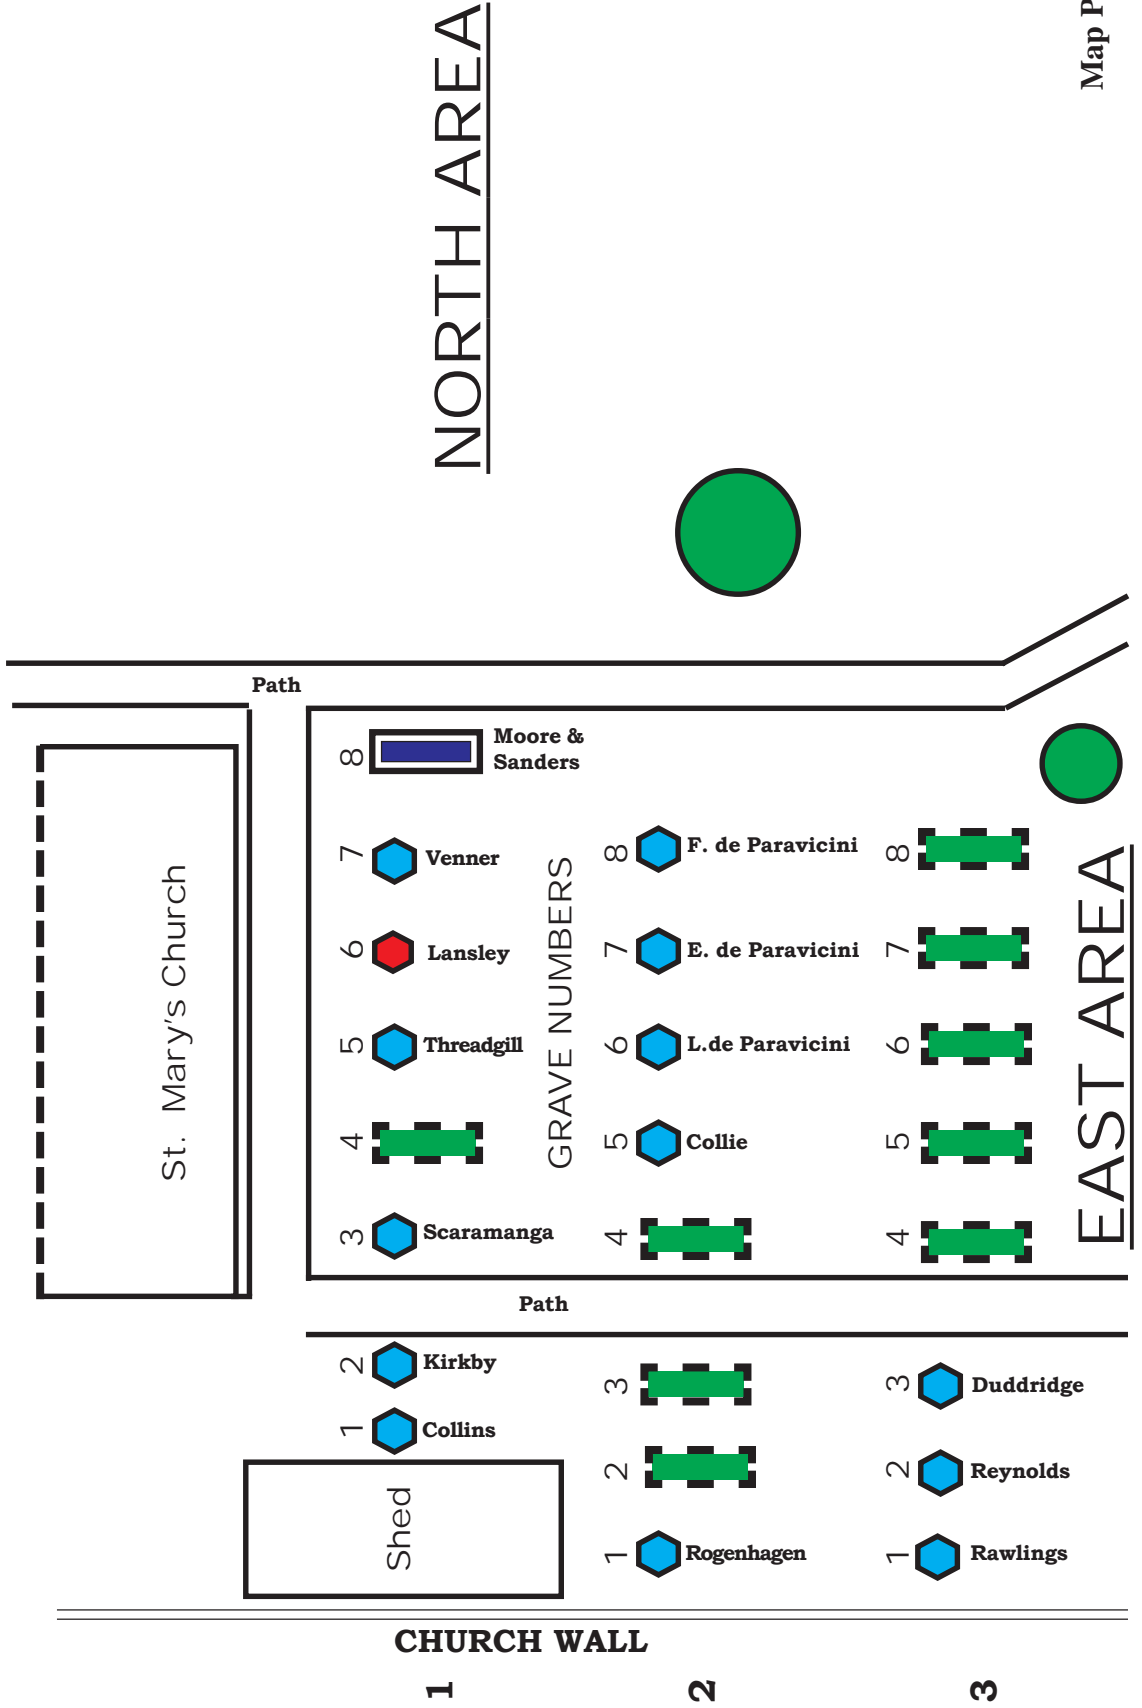 NORTH AREA
Map P
Path
St. Mary's Church
8
Moore &
Sanders
7
Venner
6
Lansley
5
Threadgill
4
3
Scaramanga
GRAVE NUMBERS
8
F. de Paravicini
7
E. de Paravicini
6
L.de Paravicini
5
Collie
4
8
7
6
5
4
EAST AREA
Path
2
Kirkby
1
Collins
3
2
1
Rogenhagen
3
Duddridge
2
Reynolds
1
Rawlings
Shed
CHURCH WALL
1
2
3